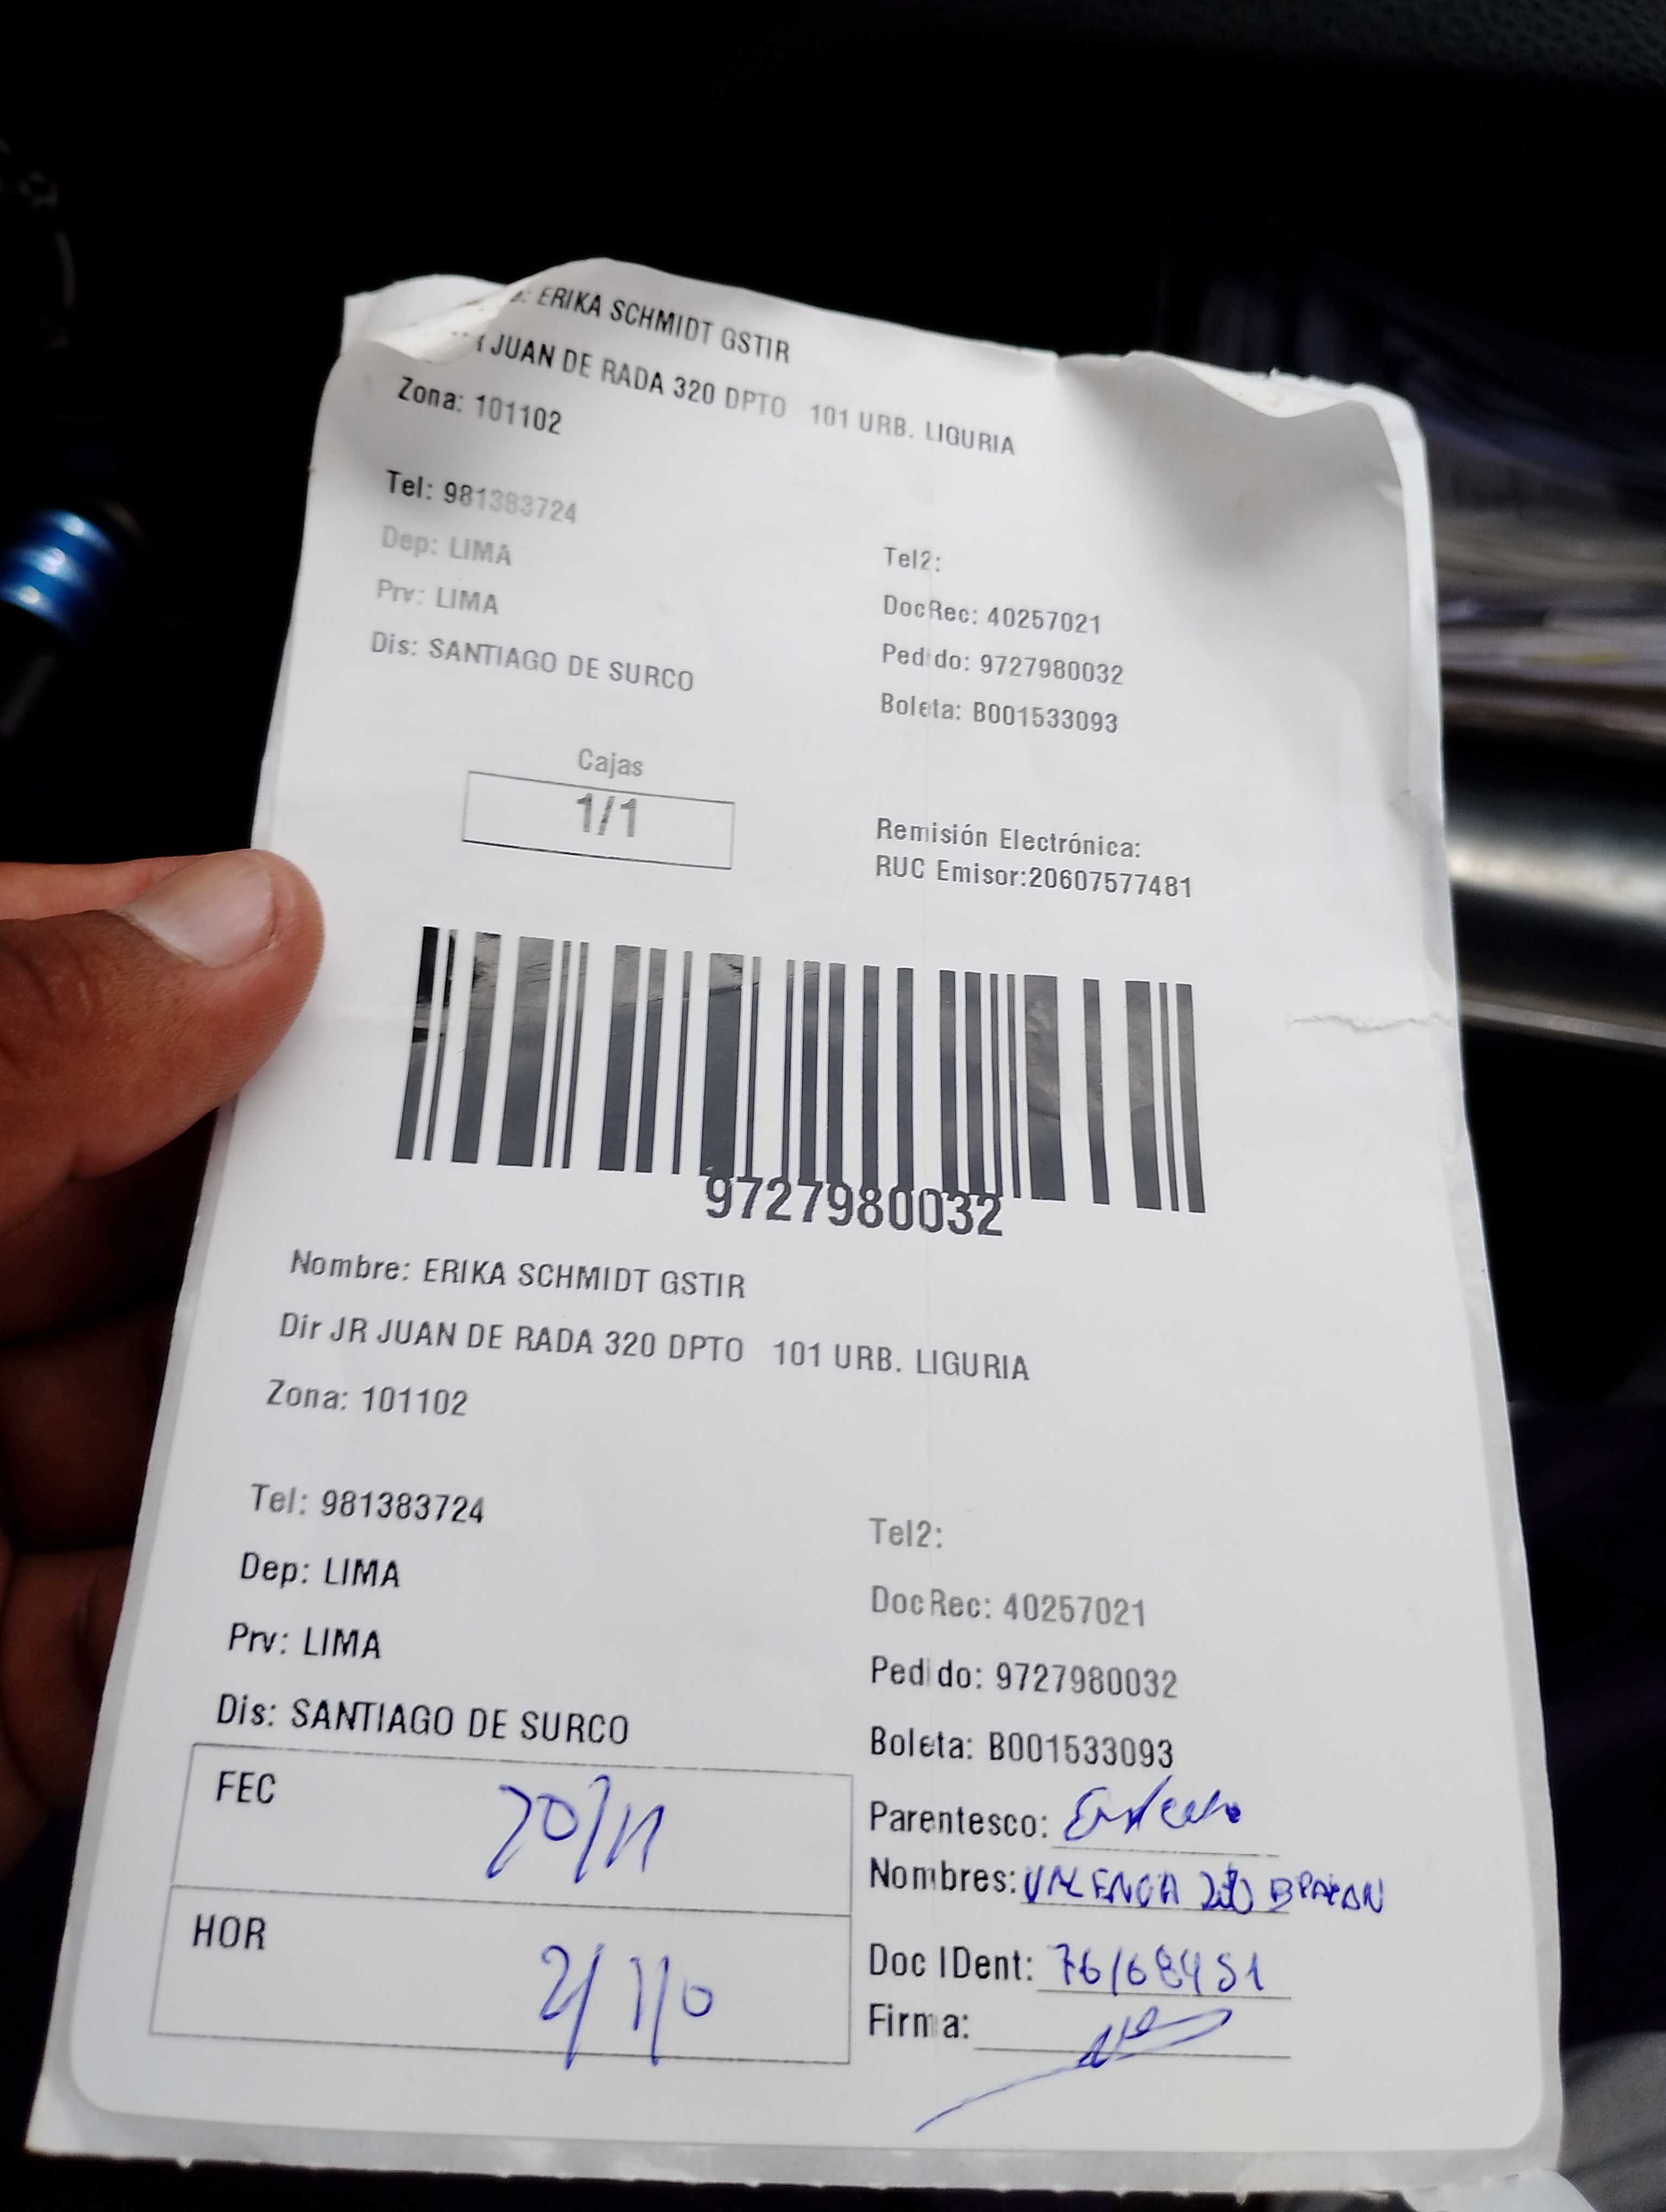 : ERIKA SCHMIDT GSTIR
JUAN DE RADA 320 DPTO 101 URB. LIGURIA
Zona: 101102
Tel: 981383724
Tel2:
Dep: LIMA
DocRec: 40257021
Prv: LIMA
Pedido: 9727980032
Dis: SANTIAGO DE SURCO
Boleta: B001533093
Cajas
1/1
Remisión Electrónica:
RUC Emisor:20607577481
9727980032
Nombre: ERIKA SCHMIDT GSTIR
Dir JR JUAN DE RADA 320 DPTO 101 URB. LIGURIA
Zona: 101102
Tel: 981383724
Tel2:
Dep: LIMA
DocRec: 40257021
Prv: LIMA
Pedido: 9727980032
Dis: SANTIAGO DE SURCO
Boleta: B001533093
FEC
Parentesco:
Nombres: VALENCIA
HOR
Doc IDent:
Firma: